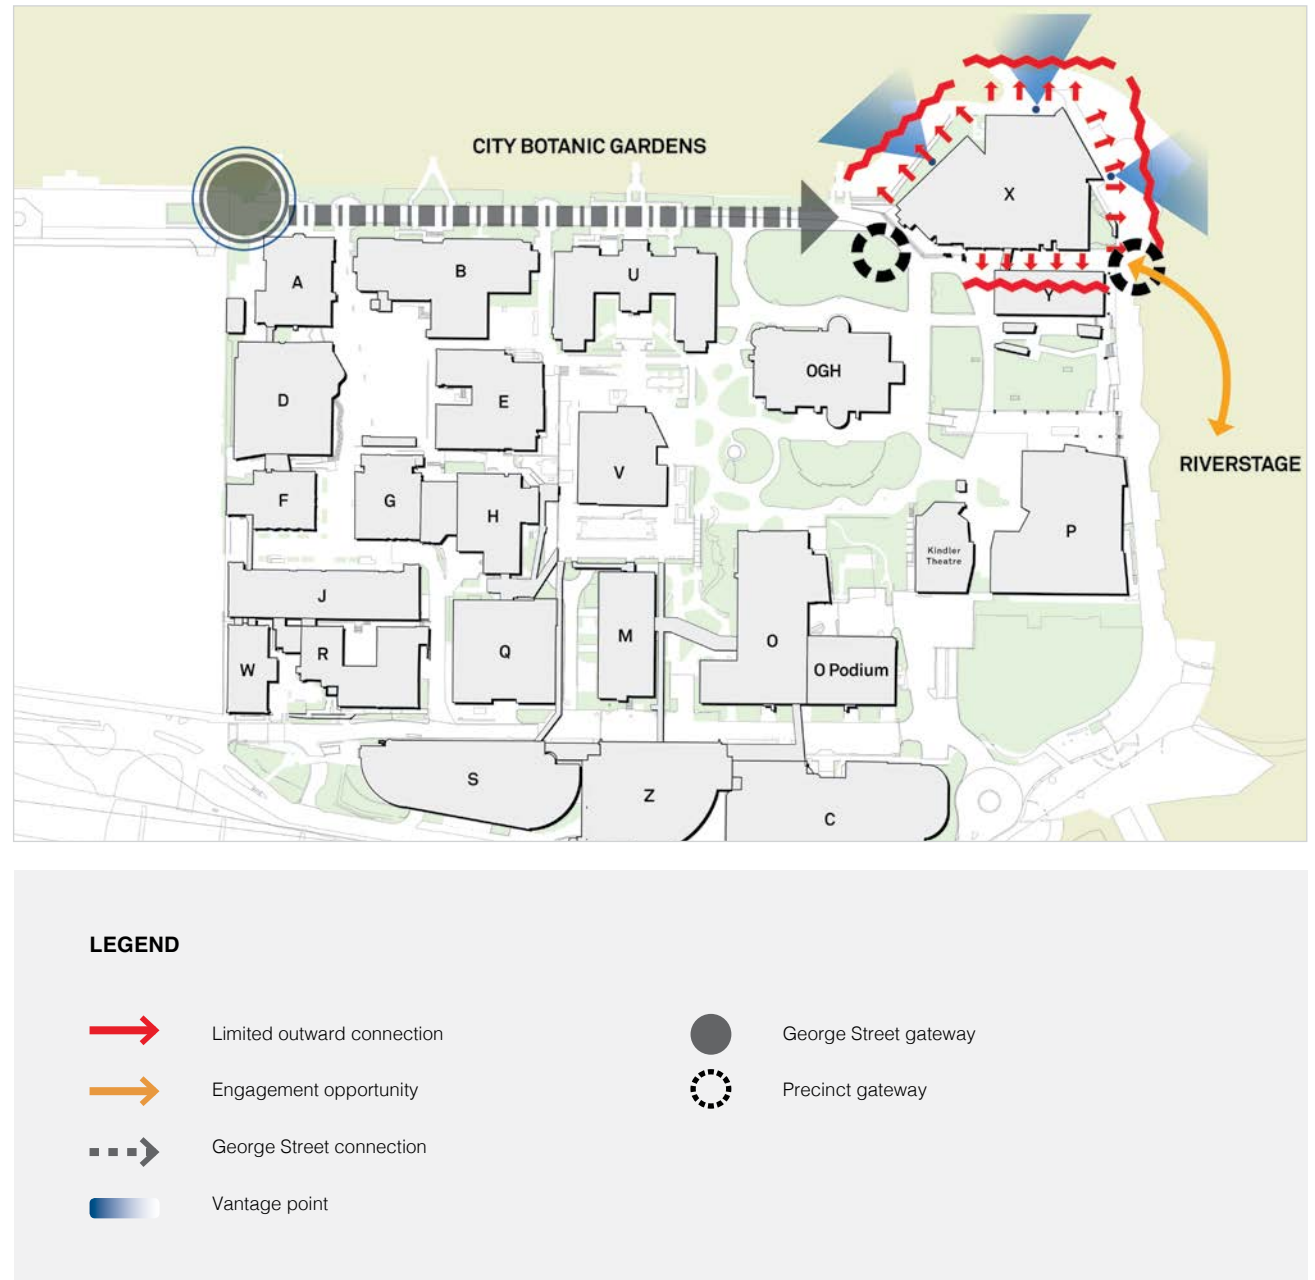 CITY BOTANIC GARDENS
X
A
B
U
Y
D
E
OGH
V
RIVERSTAGE
F
G
H
P
Kindler
Theatre
J
W
R
Q
M
O
O Podium
S
Z
C
LEGEND
Limited outward connection
Engagement opportunity
George Street connection
Vantage point
George Street gateway
Precinct gateway